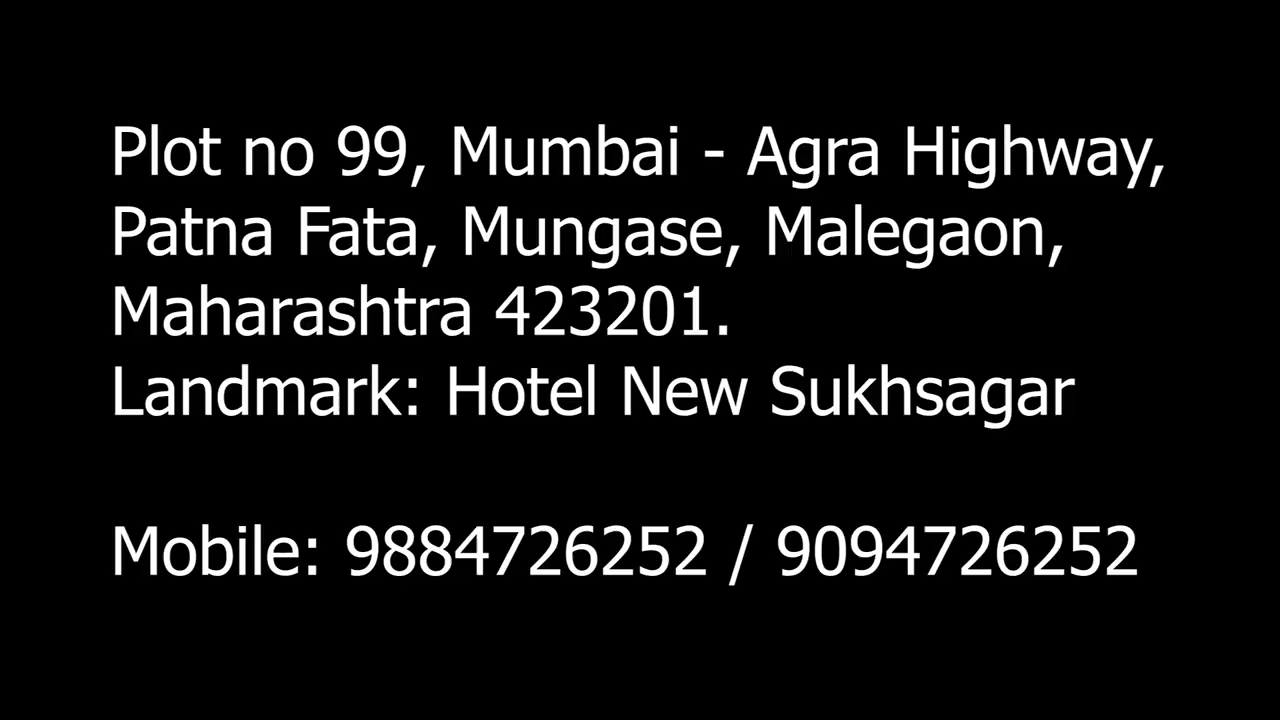 Plot no 99, Mumbai - Agra Highway,
Patna Fata, Mungase, Malegaon,
Maharashtra 423201.
Landmark: Hotel New Sukhsagar
Mobile: 9884726252 / 9094726252